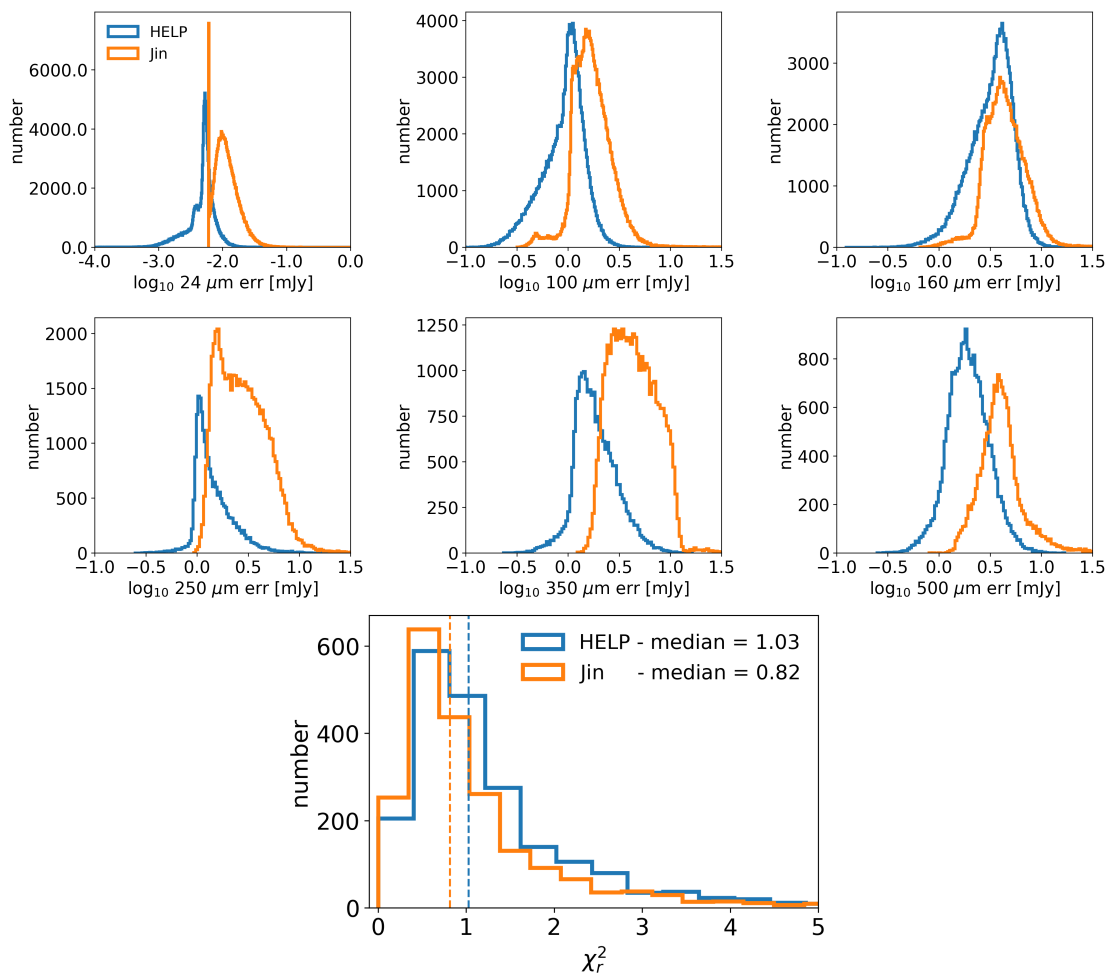 HELP
Jin
6000.0
4000.0
2000.0
0.0
number
-4.0 -3.0 -2.0 -1.0 0.0
log₁₀ 24 μm err [mJy]
4000
3000
2000
1000
0
number
−1.0 −0.5 0.0 0.5 1.0 1.5
log₁₀ 100 μm err [mJy]
3000
2000
1000
0
number
−1.0 −0.5 0.0 0.5 1.0 1.5
log₁₀ 160 μm err [mJy]
2000
1500
1000
500
0
number
−1.0 −0.5 0.0 0.5 1.0 1.5
log₁₀ 250 μm err [mJy]
1250
1000
750
500
250
0
number
−1.0 −0.5 0.0 0.5 1.0 1.5
log₁₀ 350 μm err [mJy]
800
600
400
200
0
number
−1.0 −0.5 0.0 0.5 1.0 1.5
log₁₀ 500 μm err [mJy]
HELP - median = 1.03
Jin - median = 0.82
600
400
200
0
number
0 1 2 3 4 5
χ²ᵣ